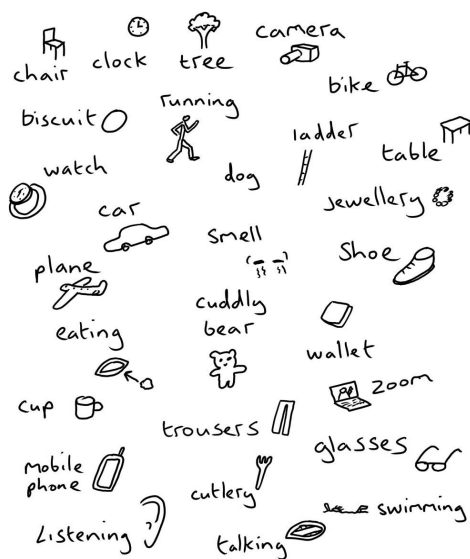 chair
clock
tree
camera
bike
biscuit
running
ladder
table
watch
dog
jewellery
car
smell
shoe
plane
cuddly
bear
eating
wallet
cup
zoom
trousers
glasses
mobile
phone
cutlery
swimming
Listening
talking